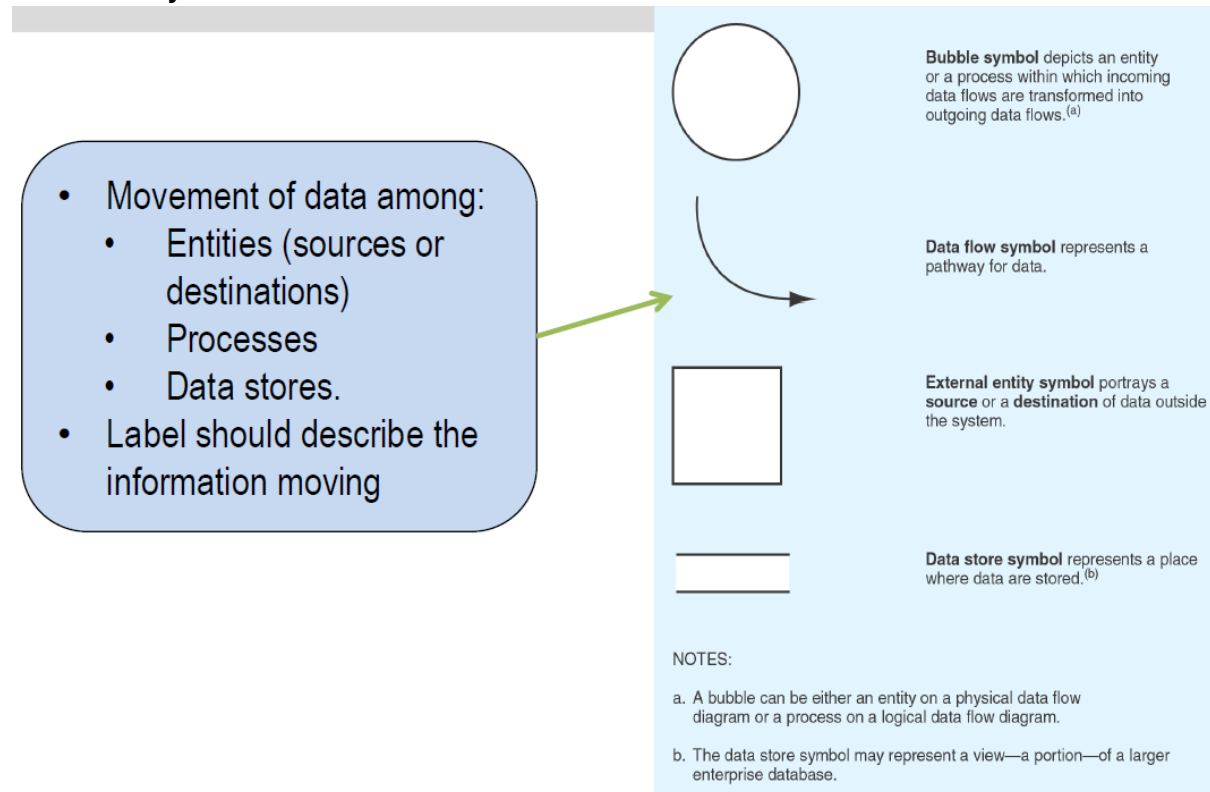 • Movement of data among:
• Entities (sources or
destinations)
• Processes
• Data stores.
• Label should describe the
information moving
Bubble symbol depicts an entity
or a process within which incoming
data flows are transformed into
outgoing data flows.(a)
Data flow symbol represents a
pathway for data.
External entity symbol portrays a
source or a destination of data outside
the system.
Data store symbol represents a place
where data are stored.(b)
NOTES:
a. A bubble can be either an entity on a physical data flow
diagram or a process on a logical data flow diagram.
b. The data store symbol may represent a view—a portion—of a larger
enterprise database.